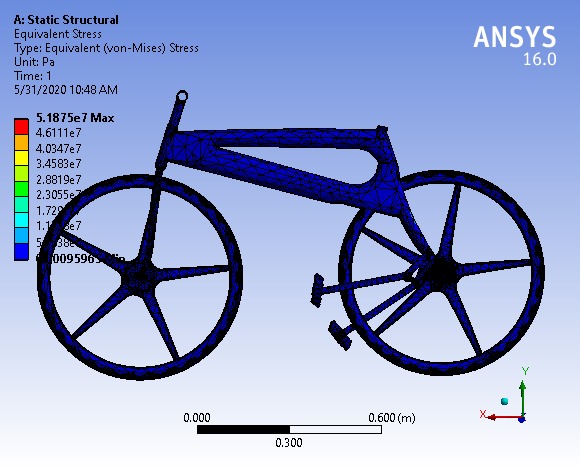 A: Static Structural
Equivalent Stress
Type: Equivalent (von-Mises) Stress
Unit: Pa
Time: 1
5/31/2020 10:48 AM
ANSYS
16.0
5.1875e7 Max
4.6111e7
4.0347e7
3.4583e7
2.8819e7
2.3055e7
Y
X
0.000
0.600 (m)
0.300